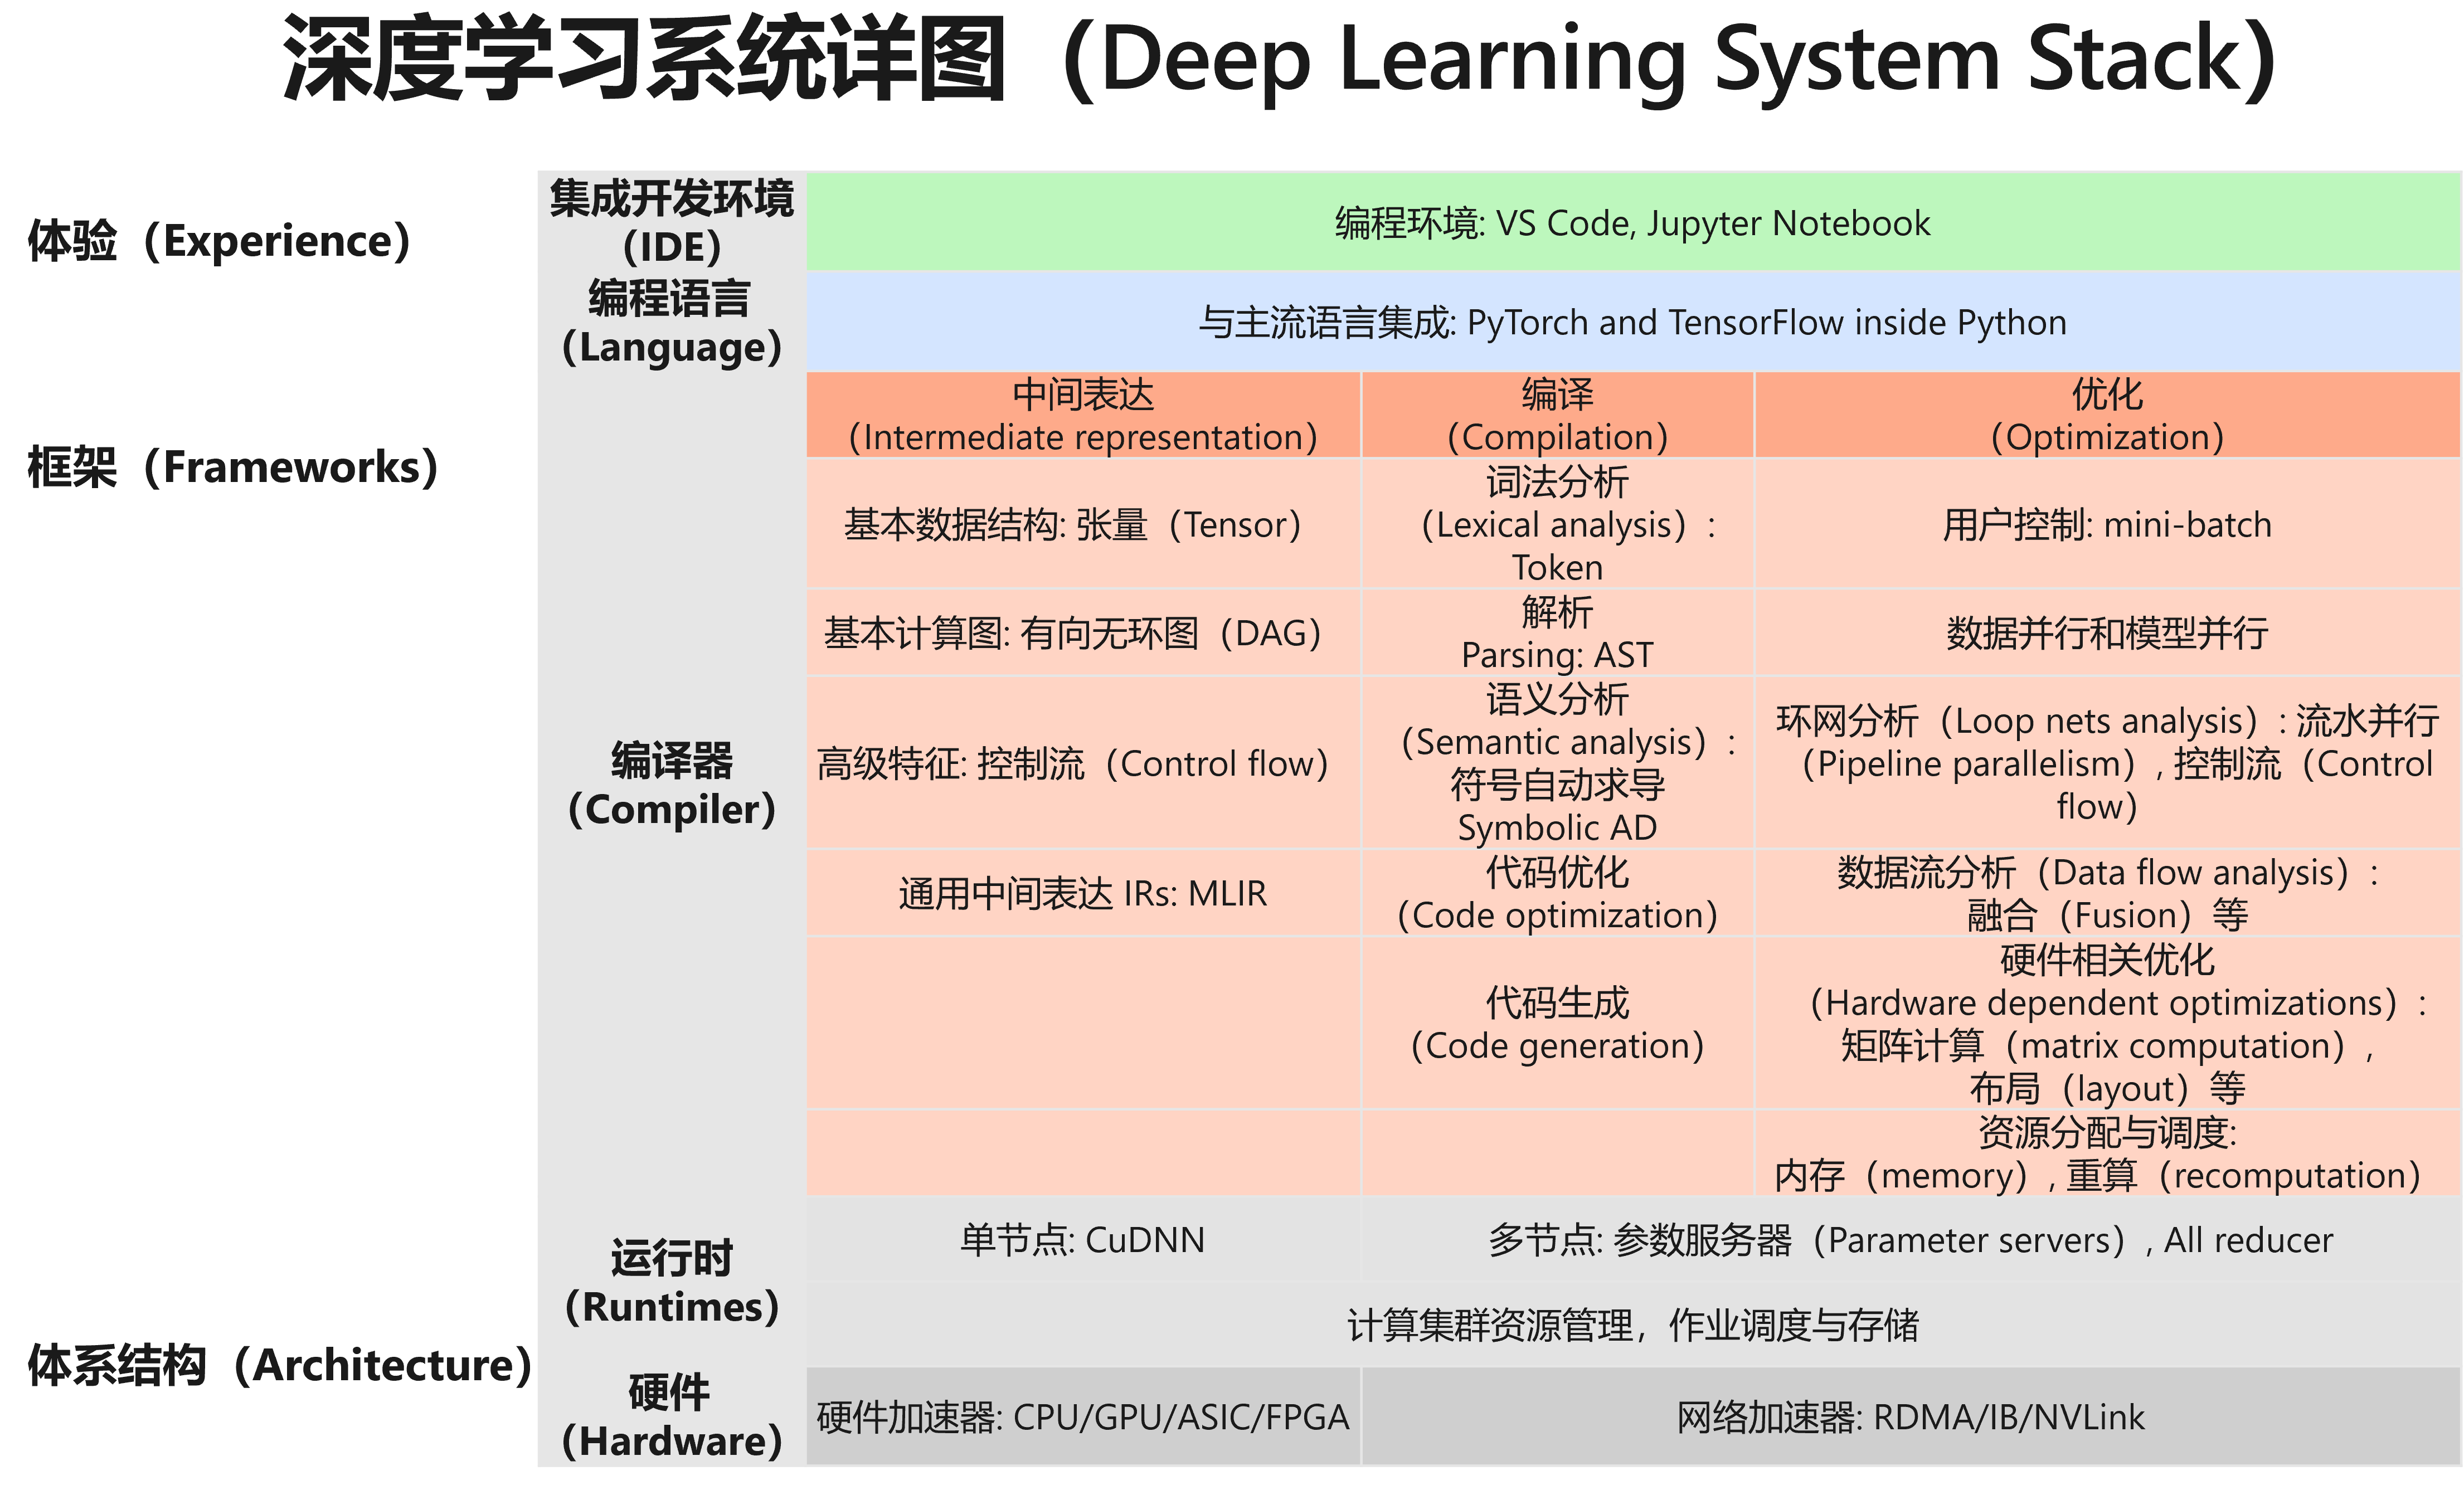 深度学习系统详图（Deep Learning System Stack）
体验（Experience）
集成开发环境
（IDE）
编程环境: VS Code, Jupyter Notebook
编程语言
（Language）
与主流语言集成: PyTorch and TensorFlow inside Python
框架（Frameworks）
编译器
（Compiler）
中间表达
（Intermediate representation）
编译
（Compilation）
优化
（Optimization）
基本数据结构: 张量（Tensor）
词法分析
（Lexical analysis）:
Token
用户控制: mini-batch
基本计算图: 有向无环图（DAG）
解析
Parsing: AST
数据并行和模型并行
高级特征: 控制流（Control flow）
语义分析
（Semantic analysis）:
符号自动求导
Symbolic AD
环网分析（Loop nets analysis）: 流水并行
（Pipeline parallelism）, 控制流（Control
flow）
通用中间表达 IRs: MLIR
代码优化
（Code optimization）
数据流分析（Data flow analysis）:
融合（Fusion）等
代码生成
（Code generation）
硬件相关优化
（Hardware dependent optimizations）:
矩阵计算（matrix computation）,
布局（layout）等
资源分配与调度:
内存（memory）, 重算（recomputation）
体系结构（Architecture）
运行时
（Runtimes）
单节点: CuDNN
多节点: 参数服务器（Parameter servers）, All reducer
计算集群资源管理，作业调度与存储
硬件
（Hardware）
硬件加速器: CPU/GPU/ASIC/FPGA
网络加速器: RDMA/IB/NVLink